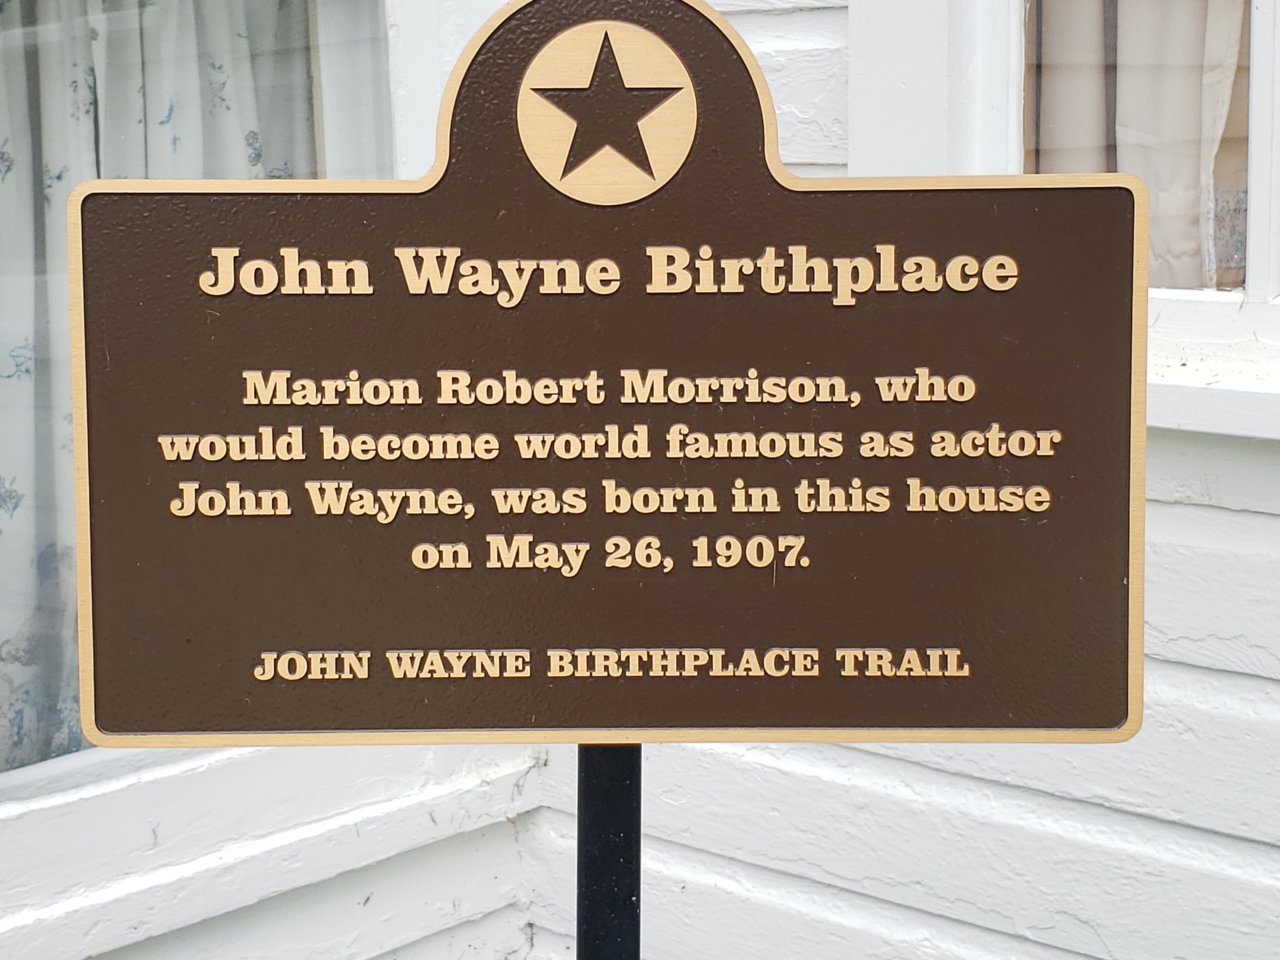 John Wayne Birthplace
Marion Robert Morrison, who
would become world famous as actor
John Wayne, was born in this house
on May 26, 1907.
JOHN WAYNE BIRTHPLACE TRAIL